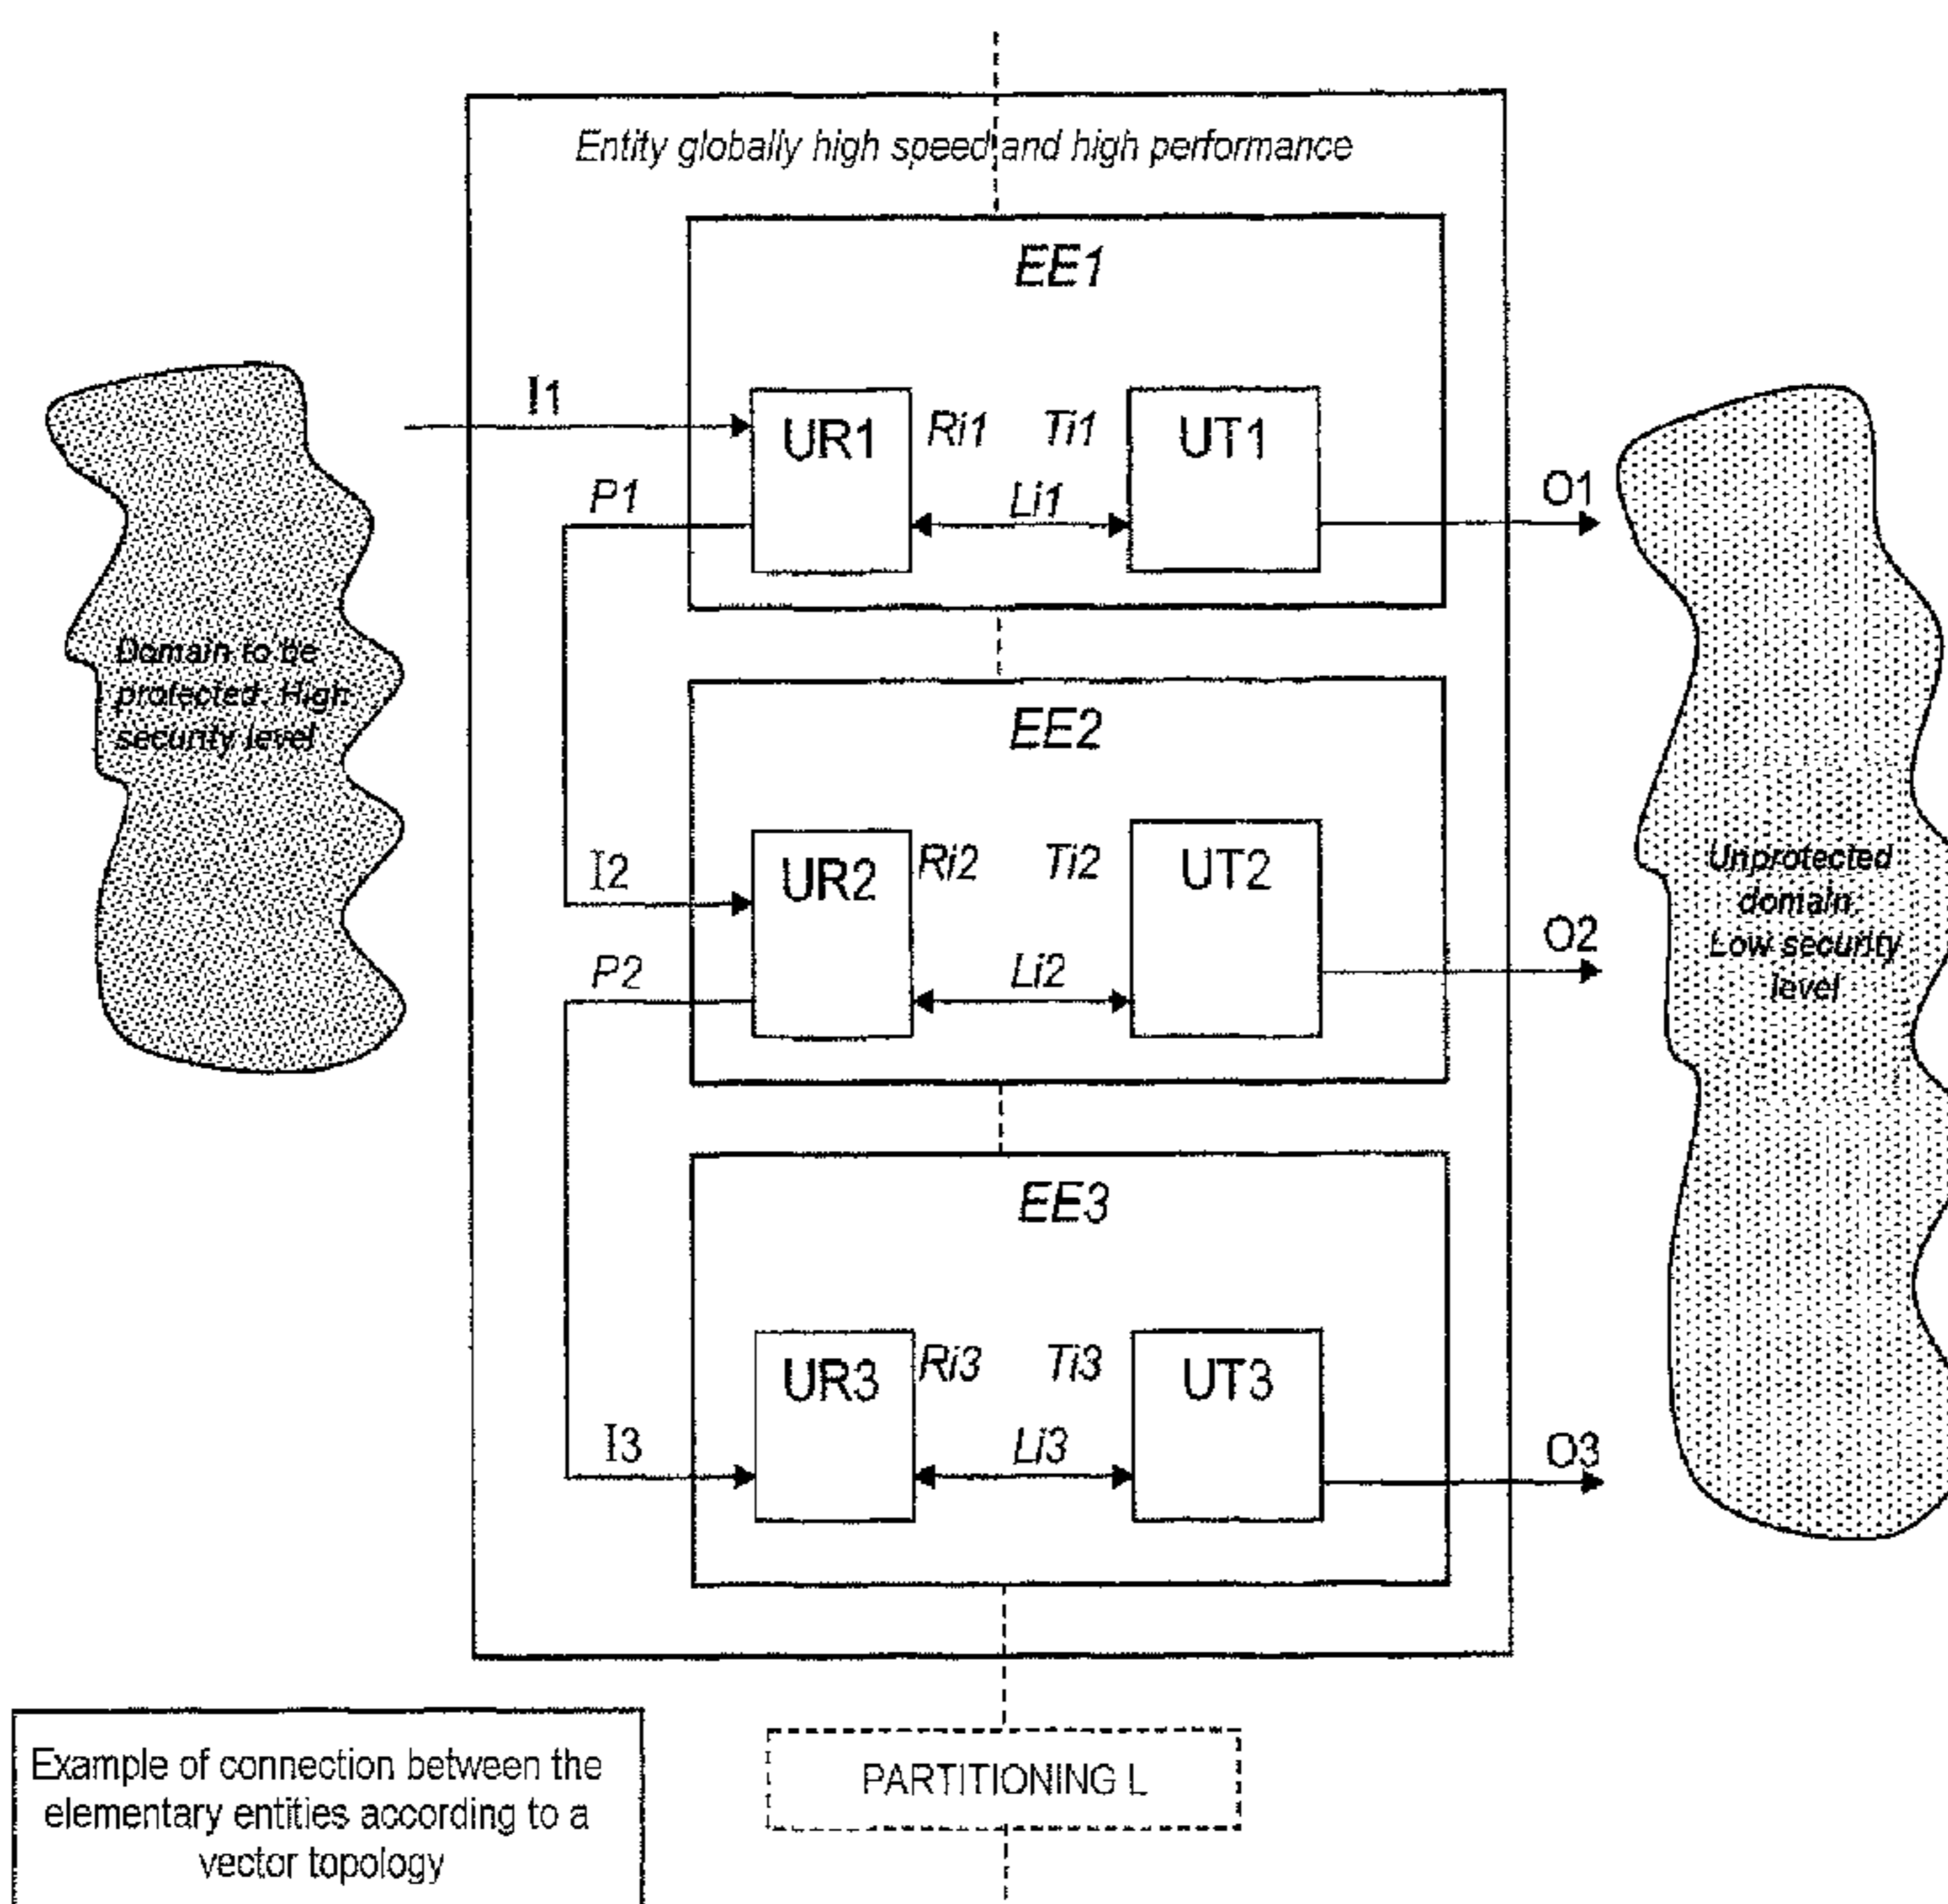 Entity globally high speed and high performance
EE1
I1
UR1
Ri1
Ti1
UT1
P1
Li1
O1
Domain to be
protected: High
security level
EE2
I2
UR2
Ri2
Ti2
UT2
Unprotected
domain.
Low security
level
P2
Li2
O2
EE3
UR3
Ri3
Ti3
UT3
I3
Li3
O3
Example of connection between the
elementary entities according to a
vector topology
PARTITIONING L